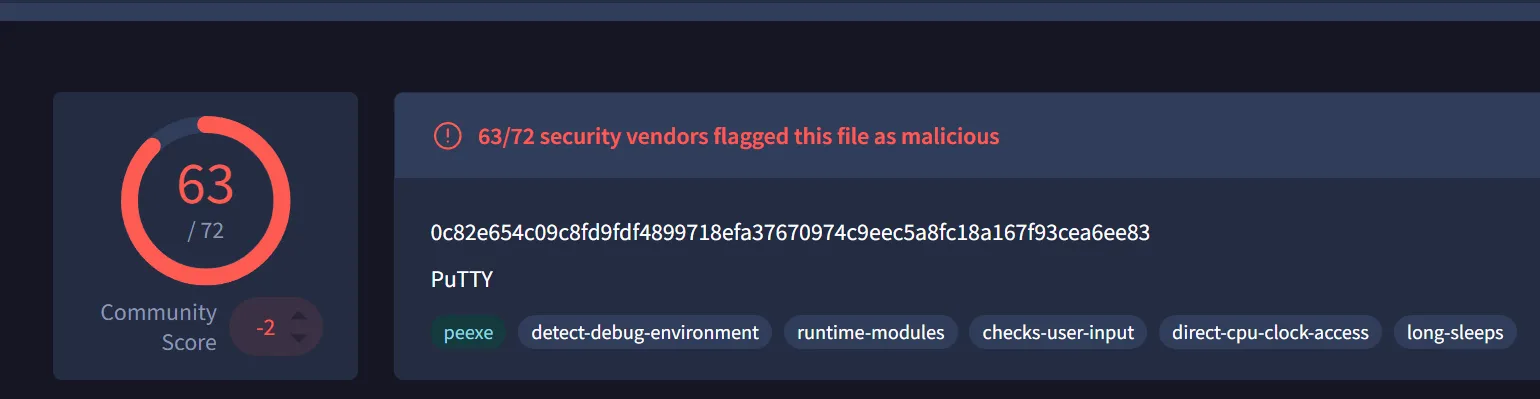 63
/ 72
Community
Score
-2
63/72 security vendors flagged this file as malicious
0c82e654c09c8fd9fdf4899718efa37670974c9eec5a8fc18a167f93cea6ee83
PuTTY
peexe detect-debug-environment runtime-modules checks-user-input direct-cpu-clock-access long-sleeps